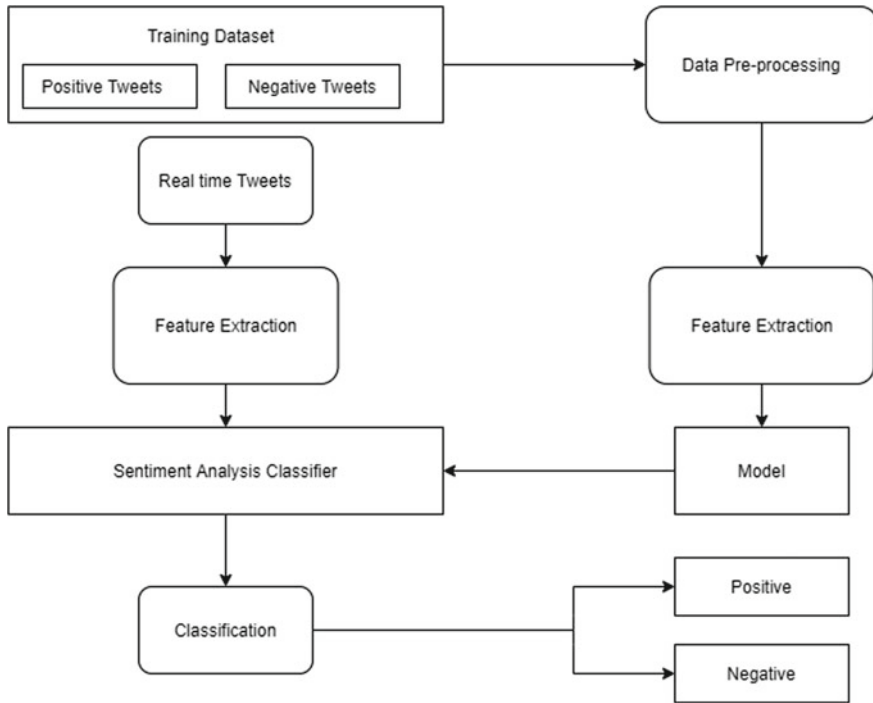 Training Dataset
Positive Tweets
Negative Tweets
Data Pre-processing
Real time Tweets
Feature Extraction
Feature Extraction
Sentiment Analysis Classifier
Model
Classification
Positive
Negative